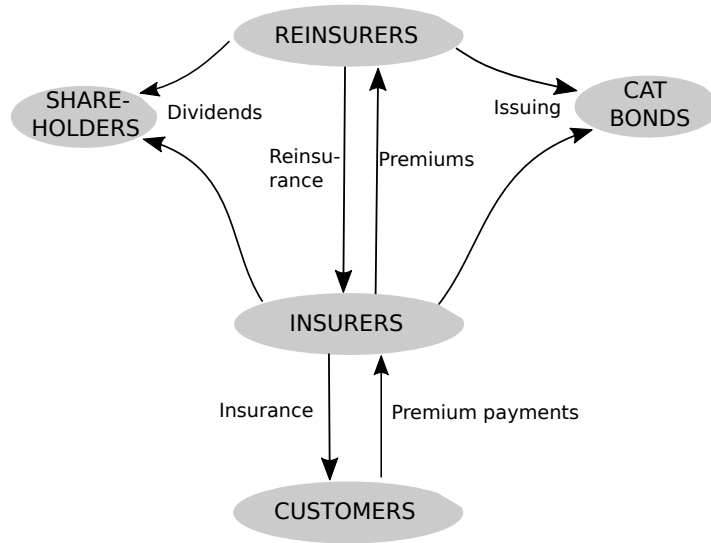 REINSURERS
SHARE-
HOLDERS
Dividends
Issuing
CAT
BONDS
Reinsu-
rance
Premiums
INSURERS
Insurance
Premium payments
CUSTOMERS